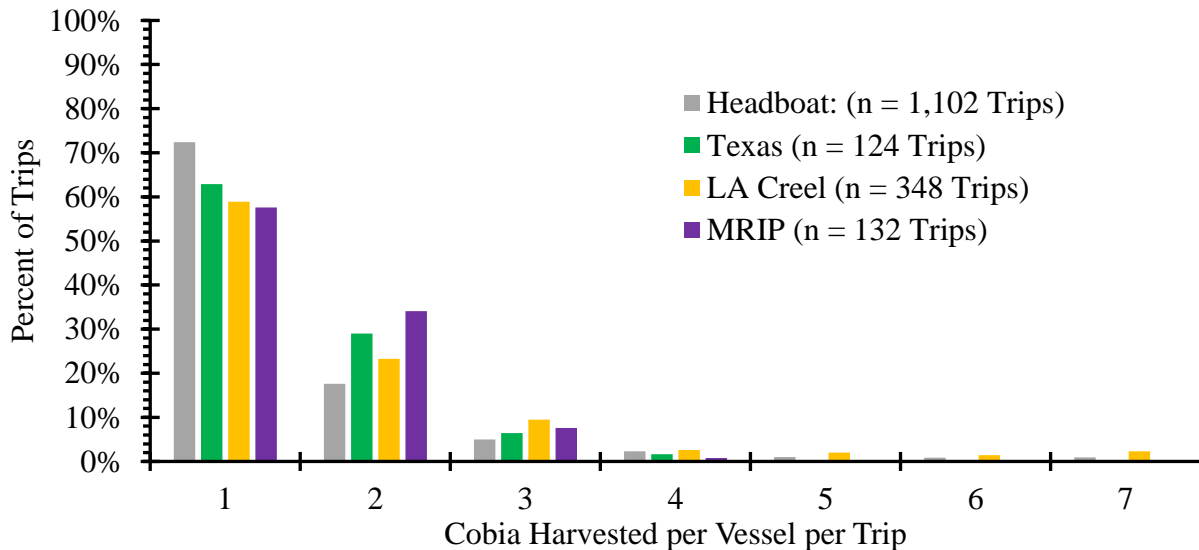 100%
90%
80%
70%
60%
50%
40%
30%
20%
10%
0%
Percent of Trips
Headboat: (n = 1,102 Trips)
Texas (n = 124 Trips)
LA Creel (n = 348 Trips)
MRIP (n = 132 Trips)
1 2 3 4 5 6 7
Cobia Harvested per Vessel per Trip